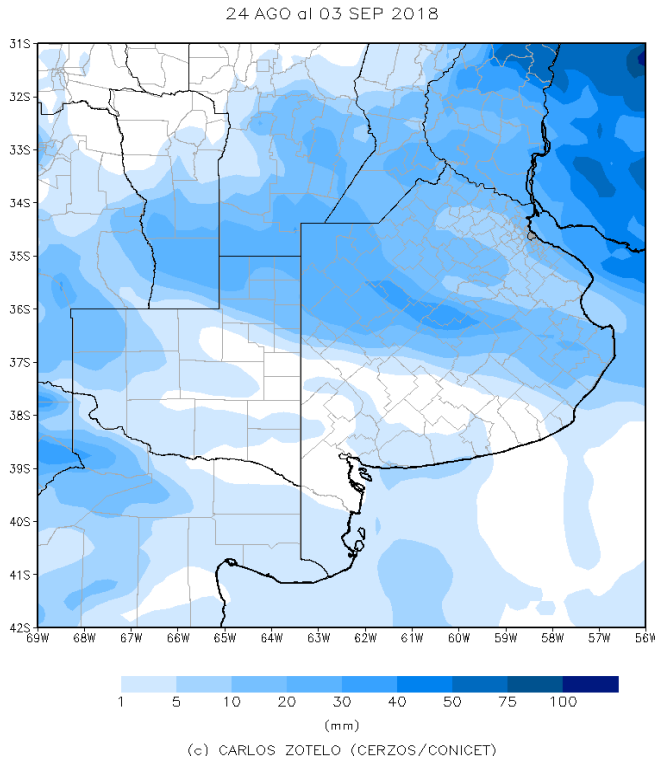 24 AGO al 03 SEP 2018
31S
32S
33S
34S
35S
36S
37S
38S
39S
40S
41S
42S
69W 68W 67W 66W 65W 64W 63W 62W 61W 60W 59W 58W 57W 56W
1 5 10 20 30 40 50 75 100
(mm)
(c) CARLOS ZOTELO (CERZOS/CONICET)